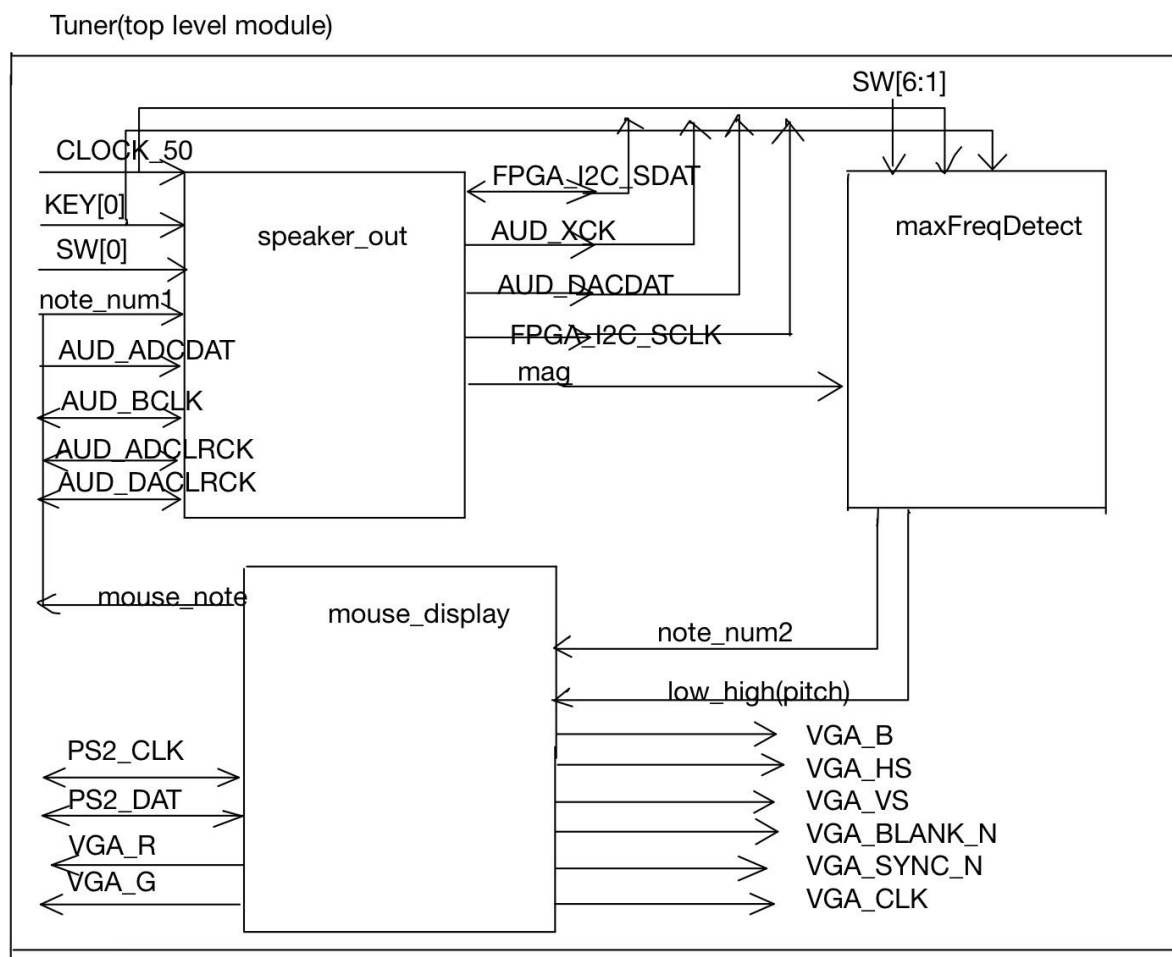 Tuner(top level module)
SW[6:1]
CLOCK_50
KEY[0]
SW[0]
note_num1
AUD_ADCDAT
AUD_BCLK
AUD_ADCLRCK
AUD_DACLRCK
speaker_out
FPGA_I2C_SDAT
AUD_XCK
AUD_DACDAT
FPGA_I2C_SCLK
mag
maxFreqDetect
mouse_note
mouse_display
note_num2
low_high(pitch)
PS2_CLK
PS2_DAT
VGA_R
VGA_G
VGA_B
VGA_HS
VGA_VS
VGA_BLANK_N
VGA_SYNC_N
VGA_CLK